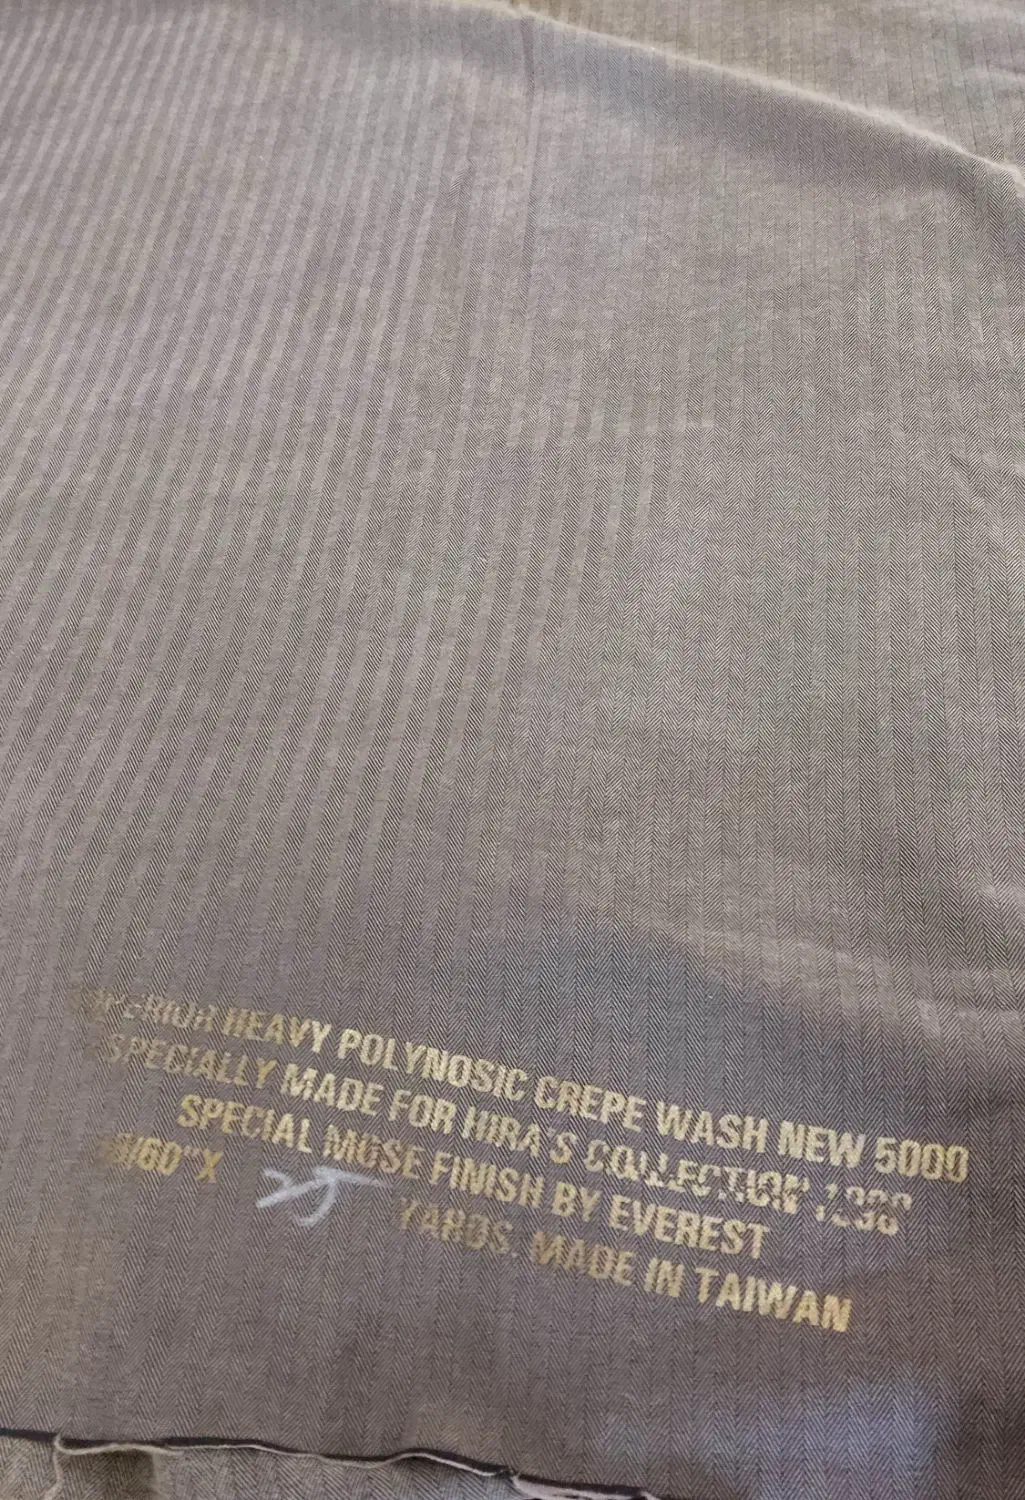 SUPERIOR HEAVY POLYNOSIC CREPE WASH NEW 5000
SPECIALLY MADE FOR HIRA'S COLLECTION
SPECIAL MOSE FINISH BY EVEREST
/60"X YARDS. MADE IN TAIWAN